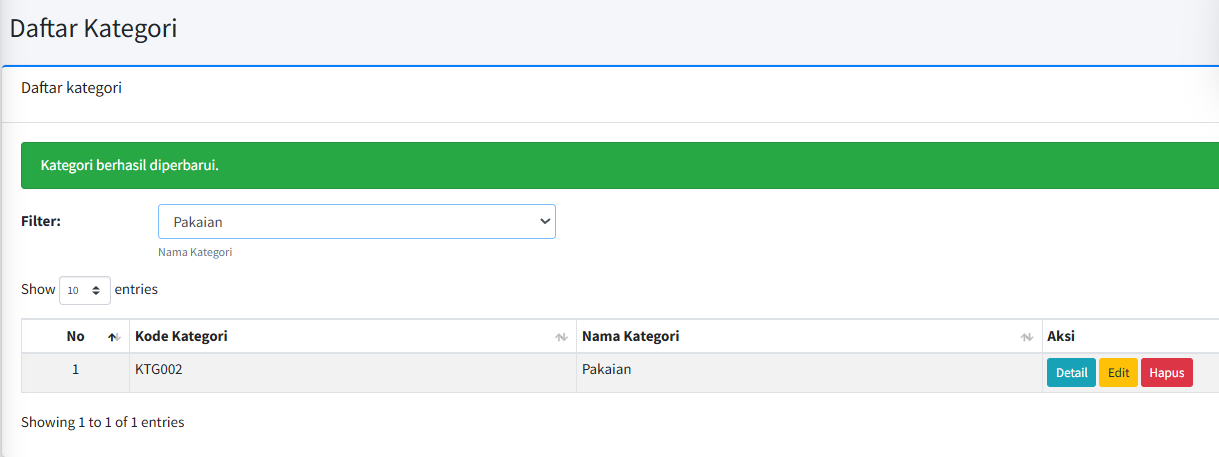 Daftar Kategori
Daftar kategori
Kategori berhasil diperbarui.
Filter: Pakaian
Nama Kategori
Show 10 entries
No Kode Kategori Nama Kategori Aksi
1 KTG002 Pakaian Detail Edit Hapus
Showing 1 to 1 of 1 entries